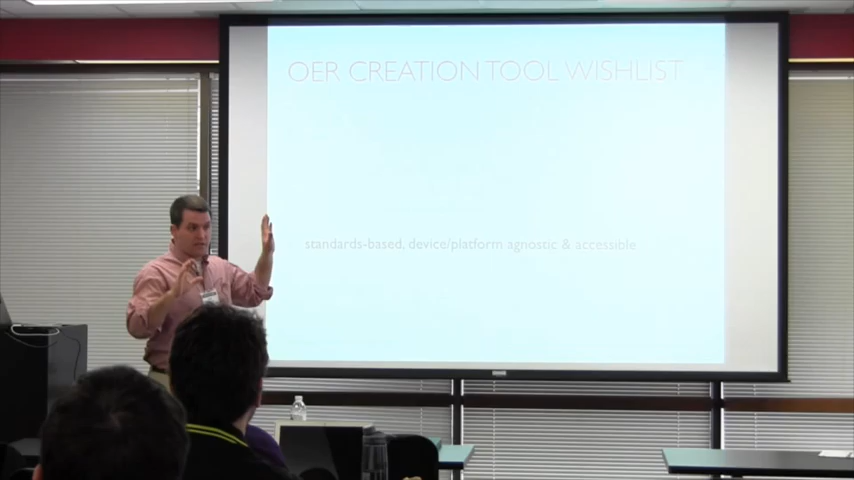 OER CREATION TOOL WISHLIST
standards-based, device/platform agnostic & accessible